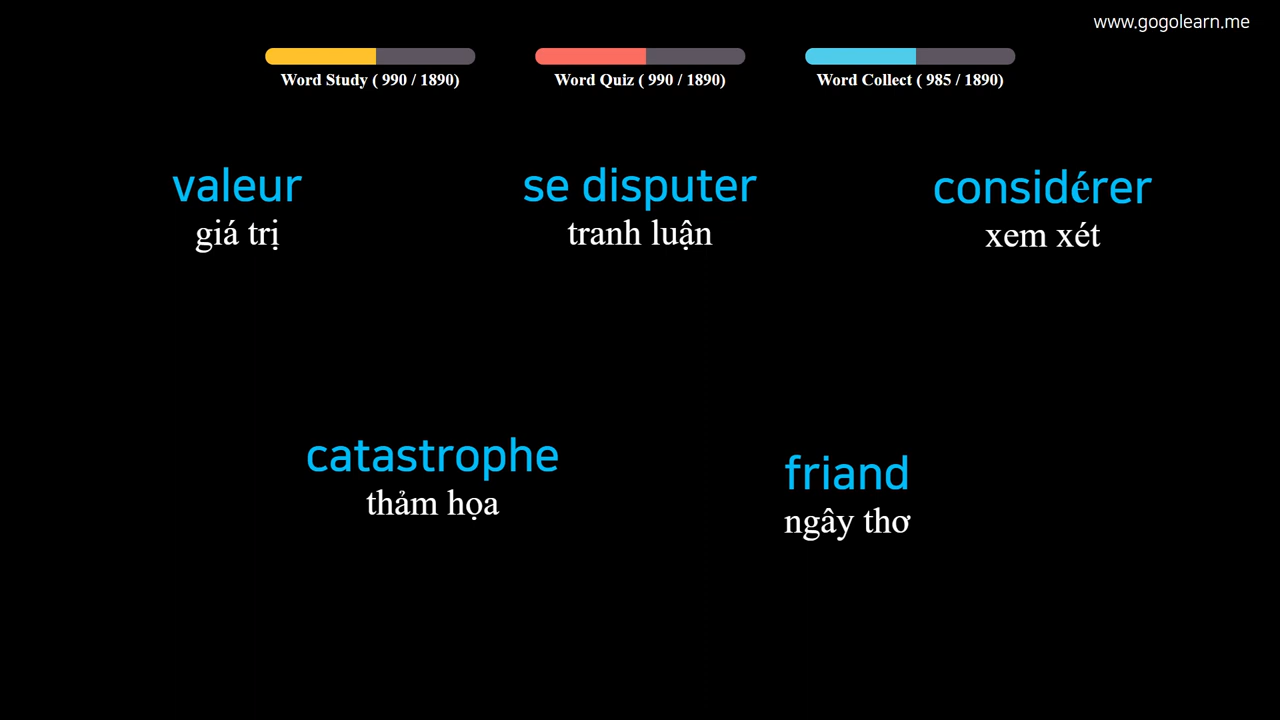 www.gogolearn.me
Word Study ( 990 / 1890)
Word Quiz ( 990 / 1890)
Word Collect ( 985 / 1890)
valeur
giá trị
se disputer
tranh luận
considérer
xem xét
catastrophe
thảm họa
friand
ngây thơ